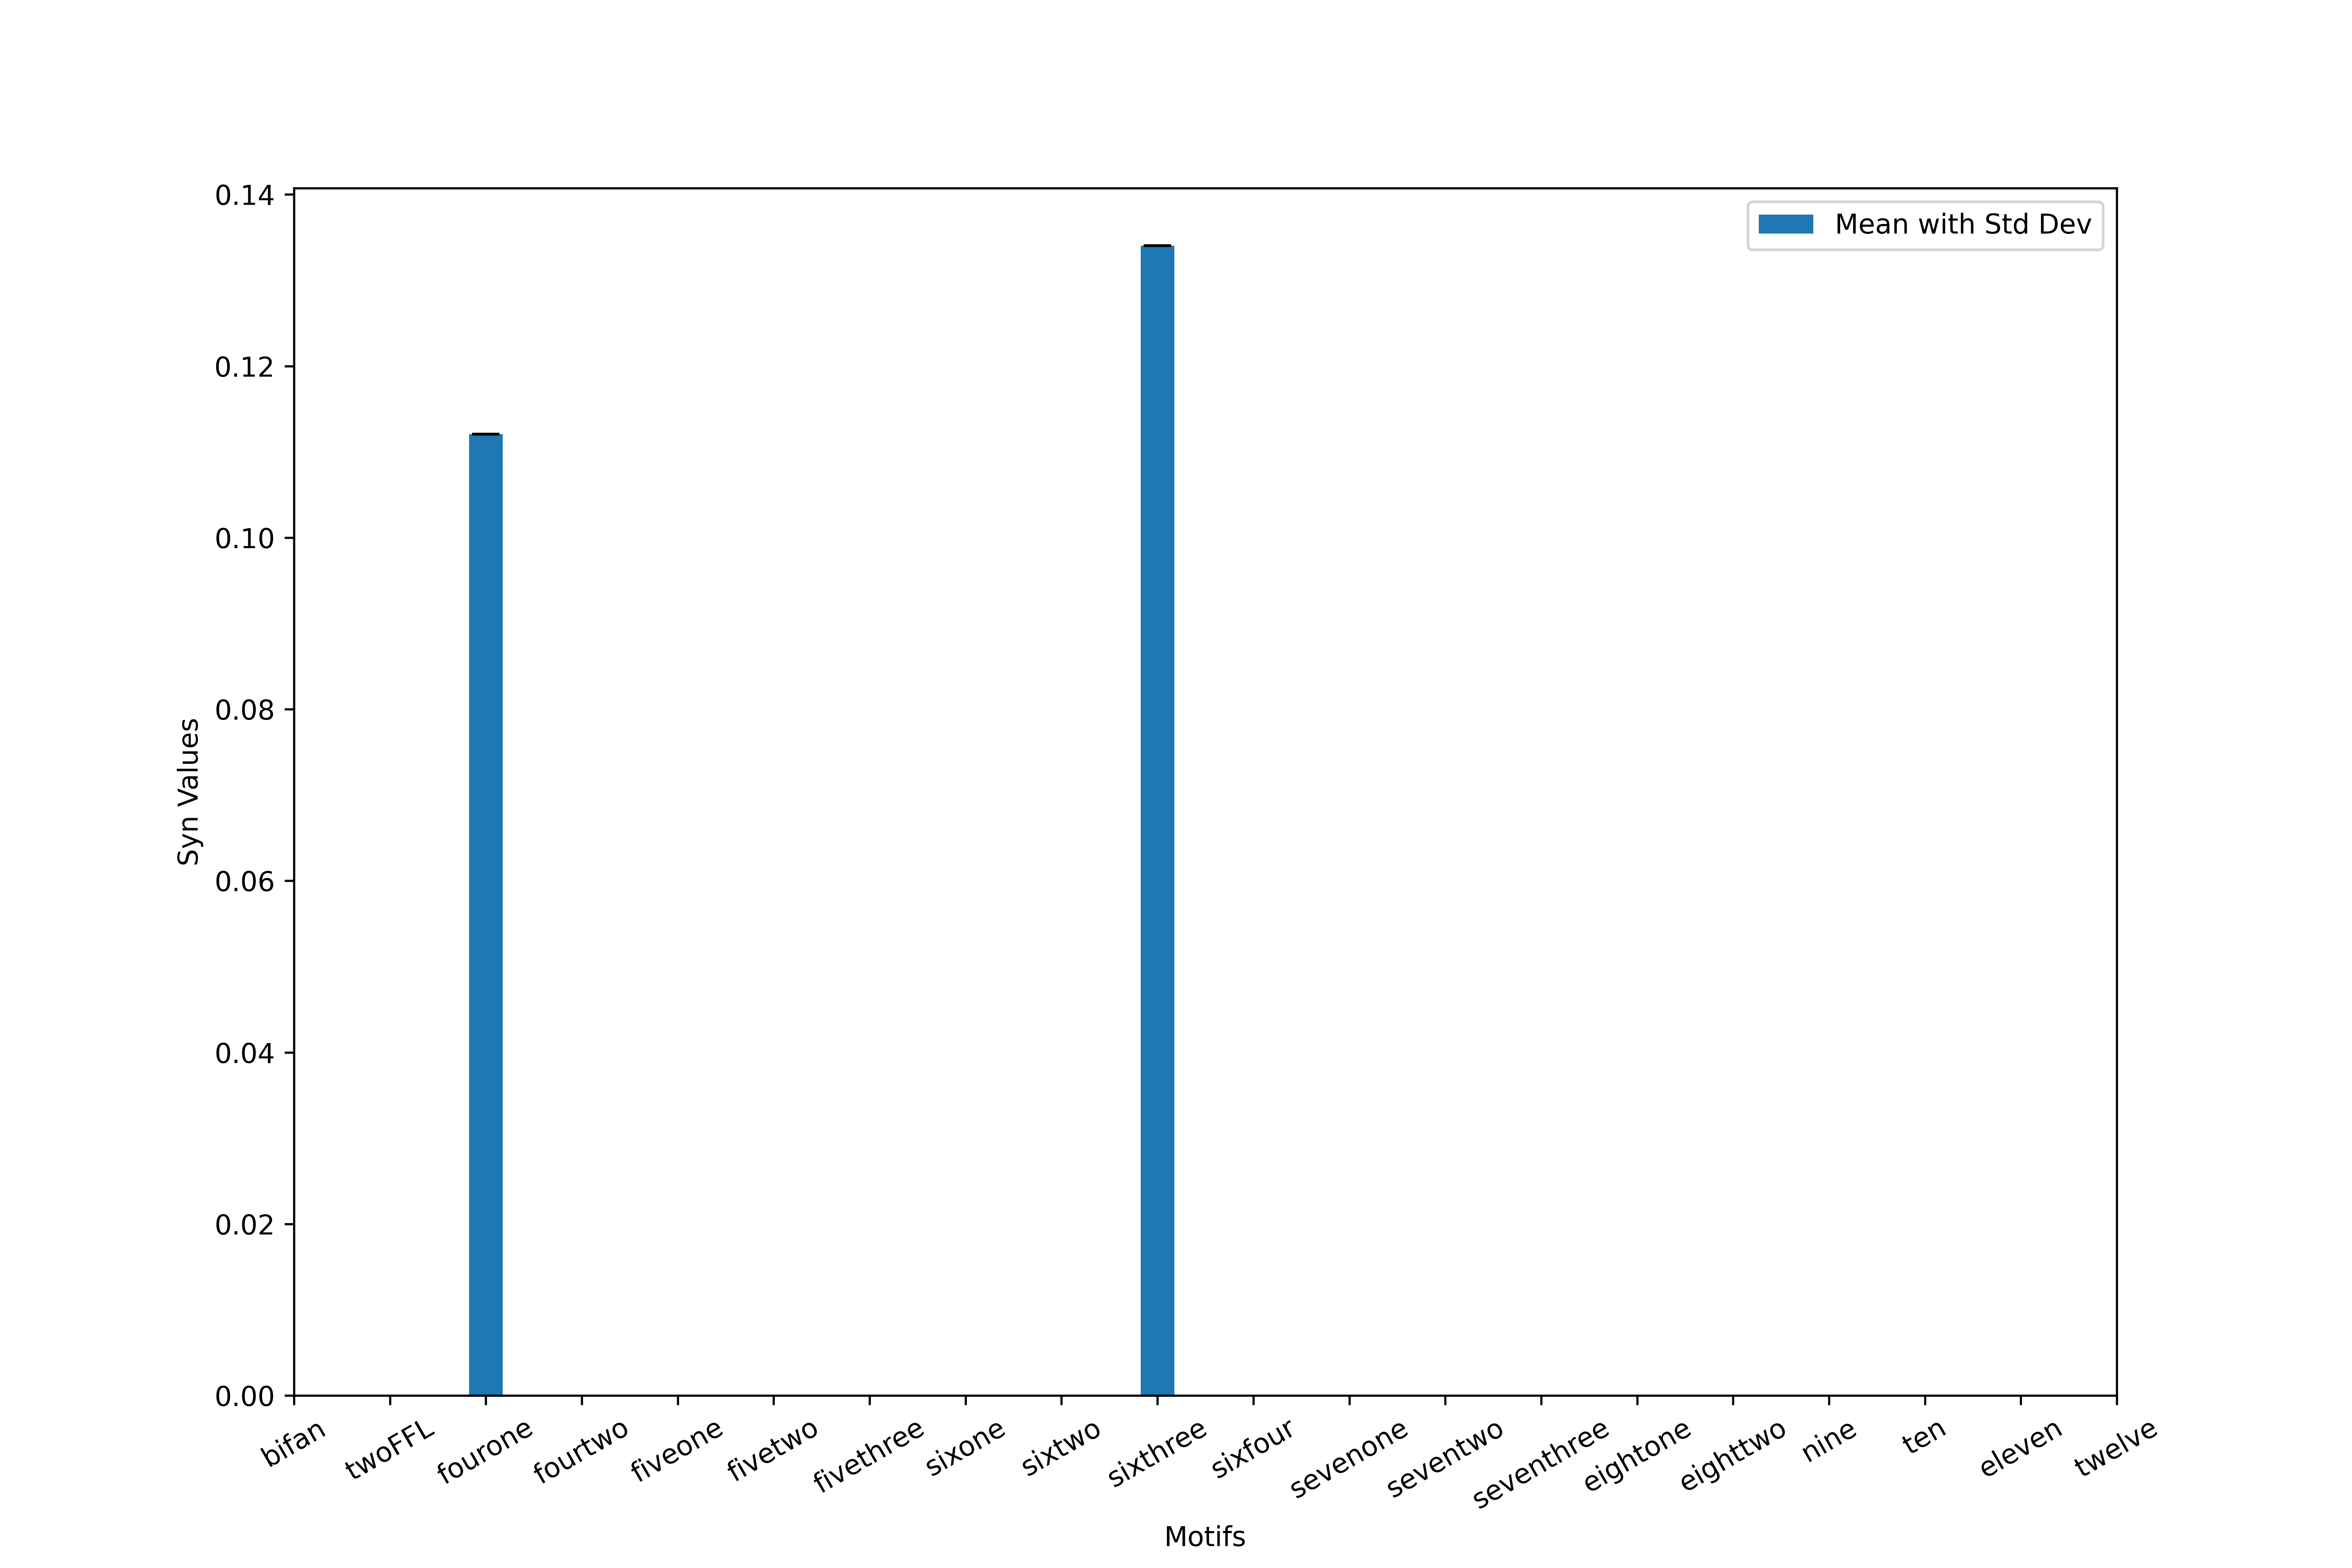 Mean with Std Dev
0.14
0.12
0.10
0.08
0.06
0.04
0.02
0.00
Syn Values
bifan
twoFFL
fourone
fourtwo
fiveone
fivetwo
fivethree
sixone
sixtwo
sixthree
sixfour
sevenone
seventwo
seventhree
eightone
eighttwo
nine
ten
eleven
twelve
Motifs